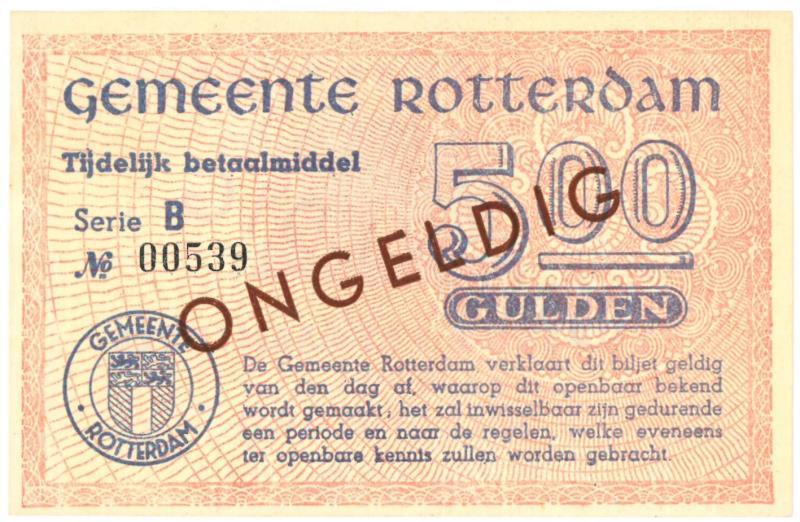 GEMEENTE ROTTERDAM
Tijdelijk betaalmiddel
Serie B
№ 00539
5,00
GULDEN
ONGELDIG
GEMEENTE
ROTTERDAM
De Gemeente Rotterdam verklaart dit biljet geldig
van den dag af, waarop dit openbaar bekend
wordt gemaakt; het zal inwisselbaar zijn gedurende
een periode en naar de regelen, welke eveneens
ter openbare kennis zullen worden gebracht.